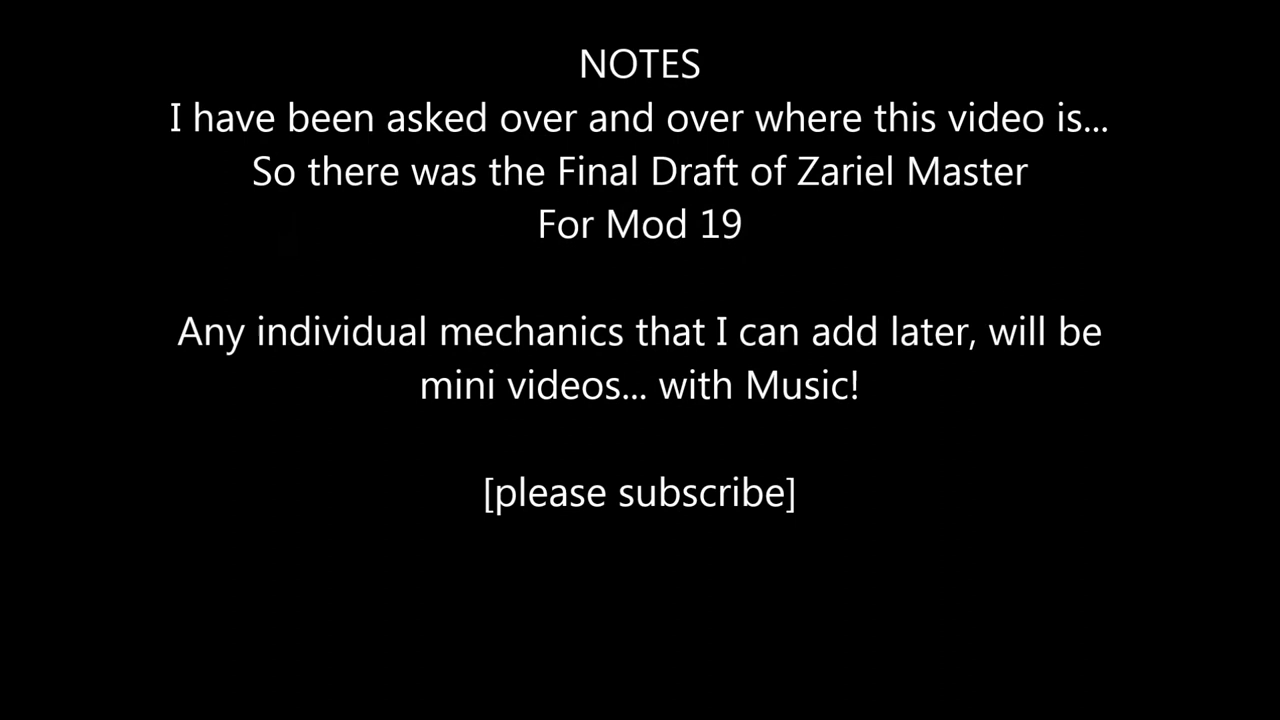 NOTES
I have been asked over and over where this video is...
So there was the Final Draft of Zariel Master
For Mod 19
Any individual mechanics that I can add later, will be
mini videos... with Music!
[please subscribe]